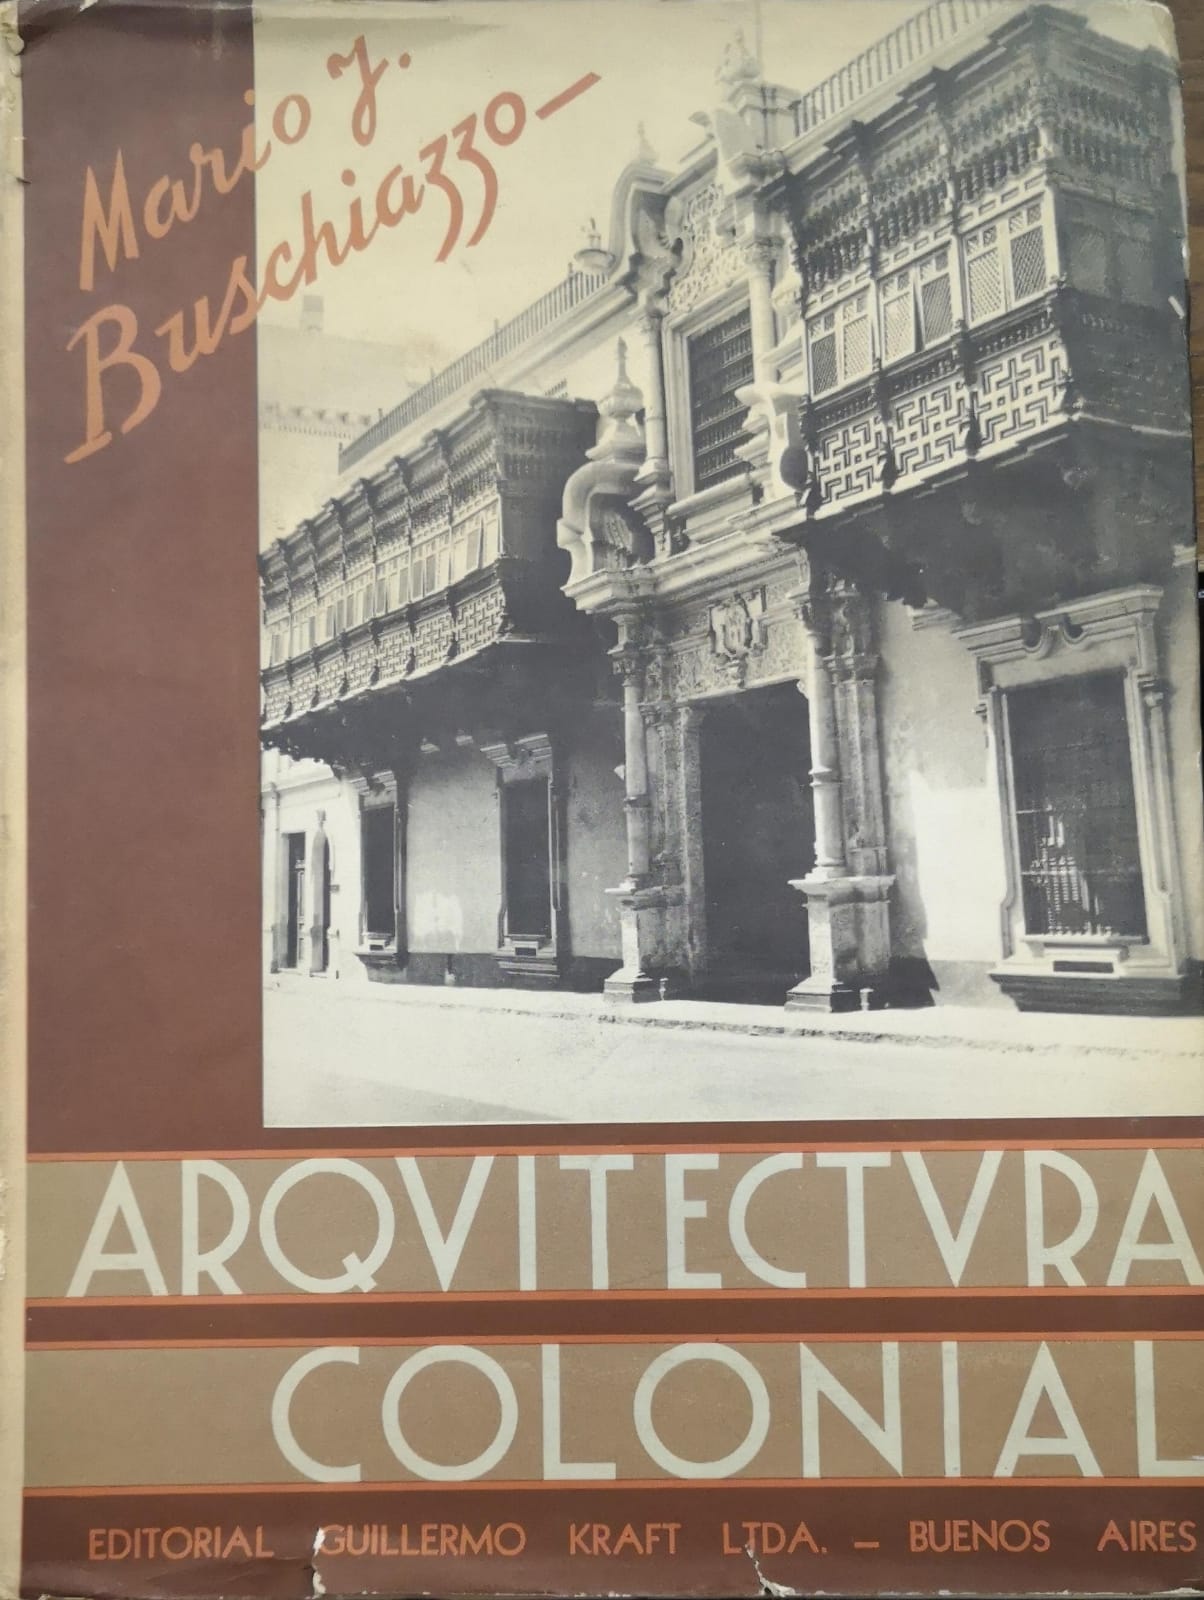 Mario J.
Buschiazzo—
ARQVITECTVRA
COLONIAL
EDITORIAL GUILLERMO KRAFT LTDA. — BUENOS AIRES